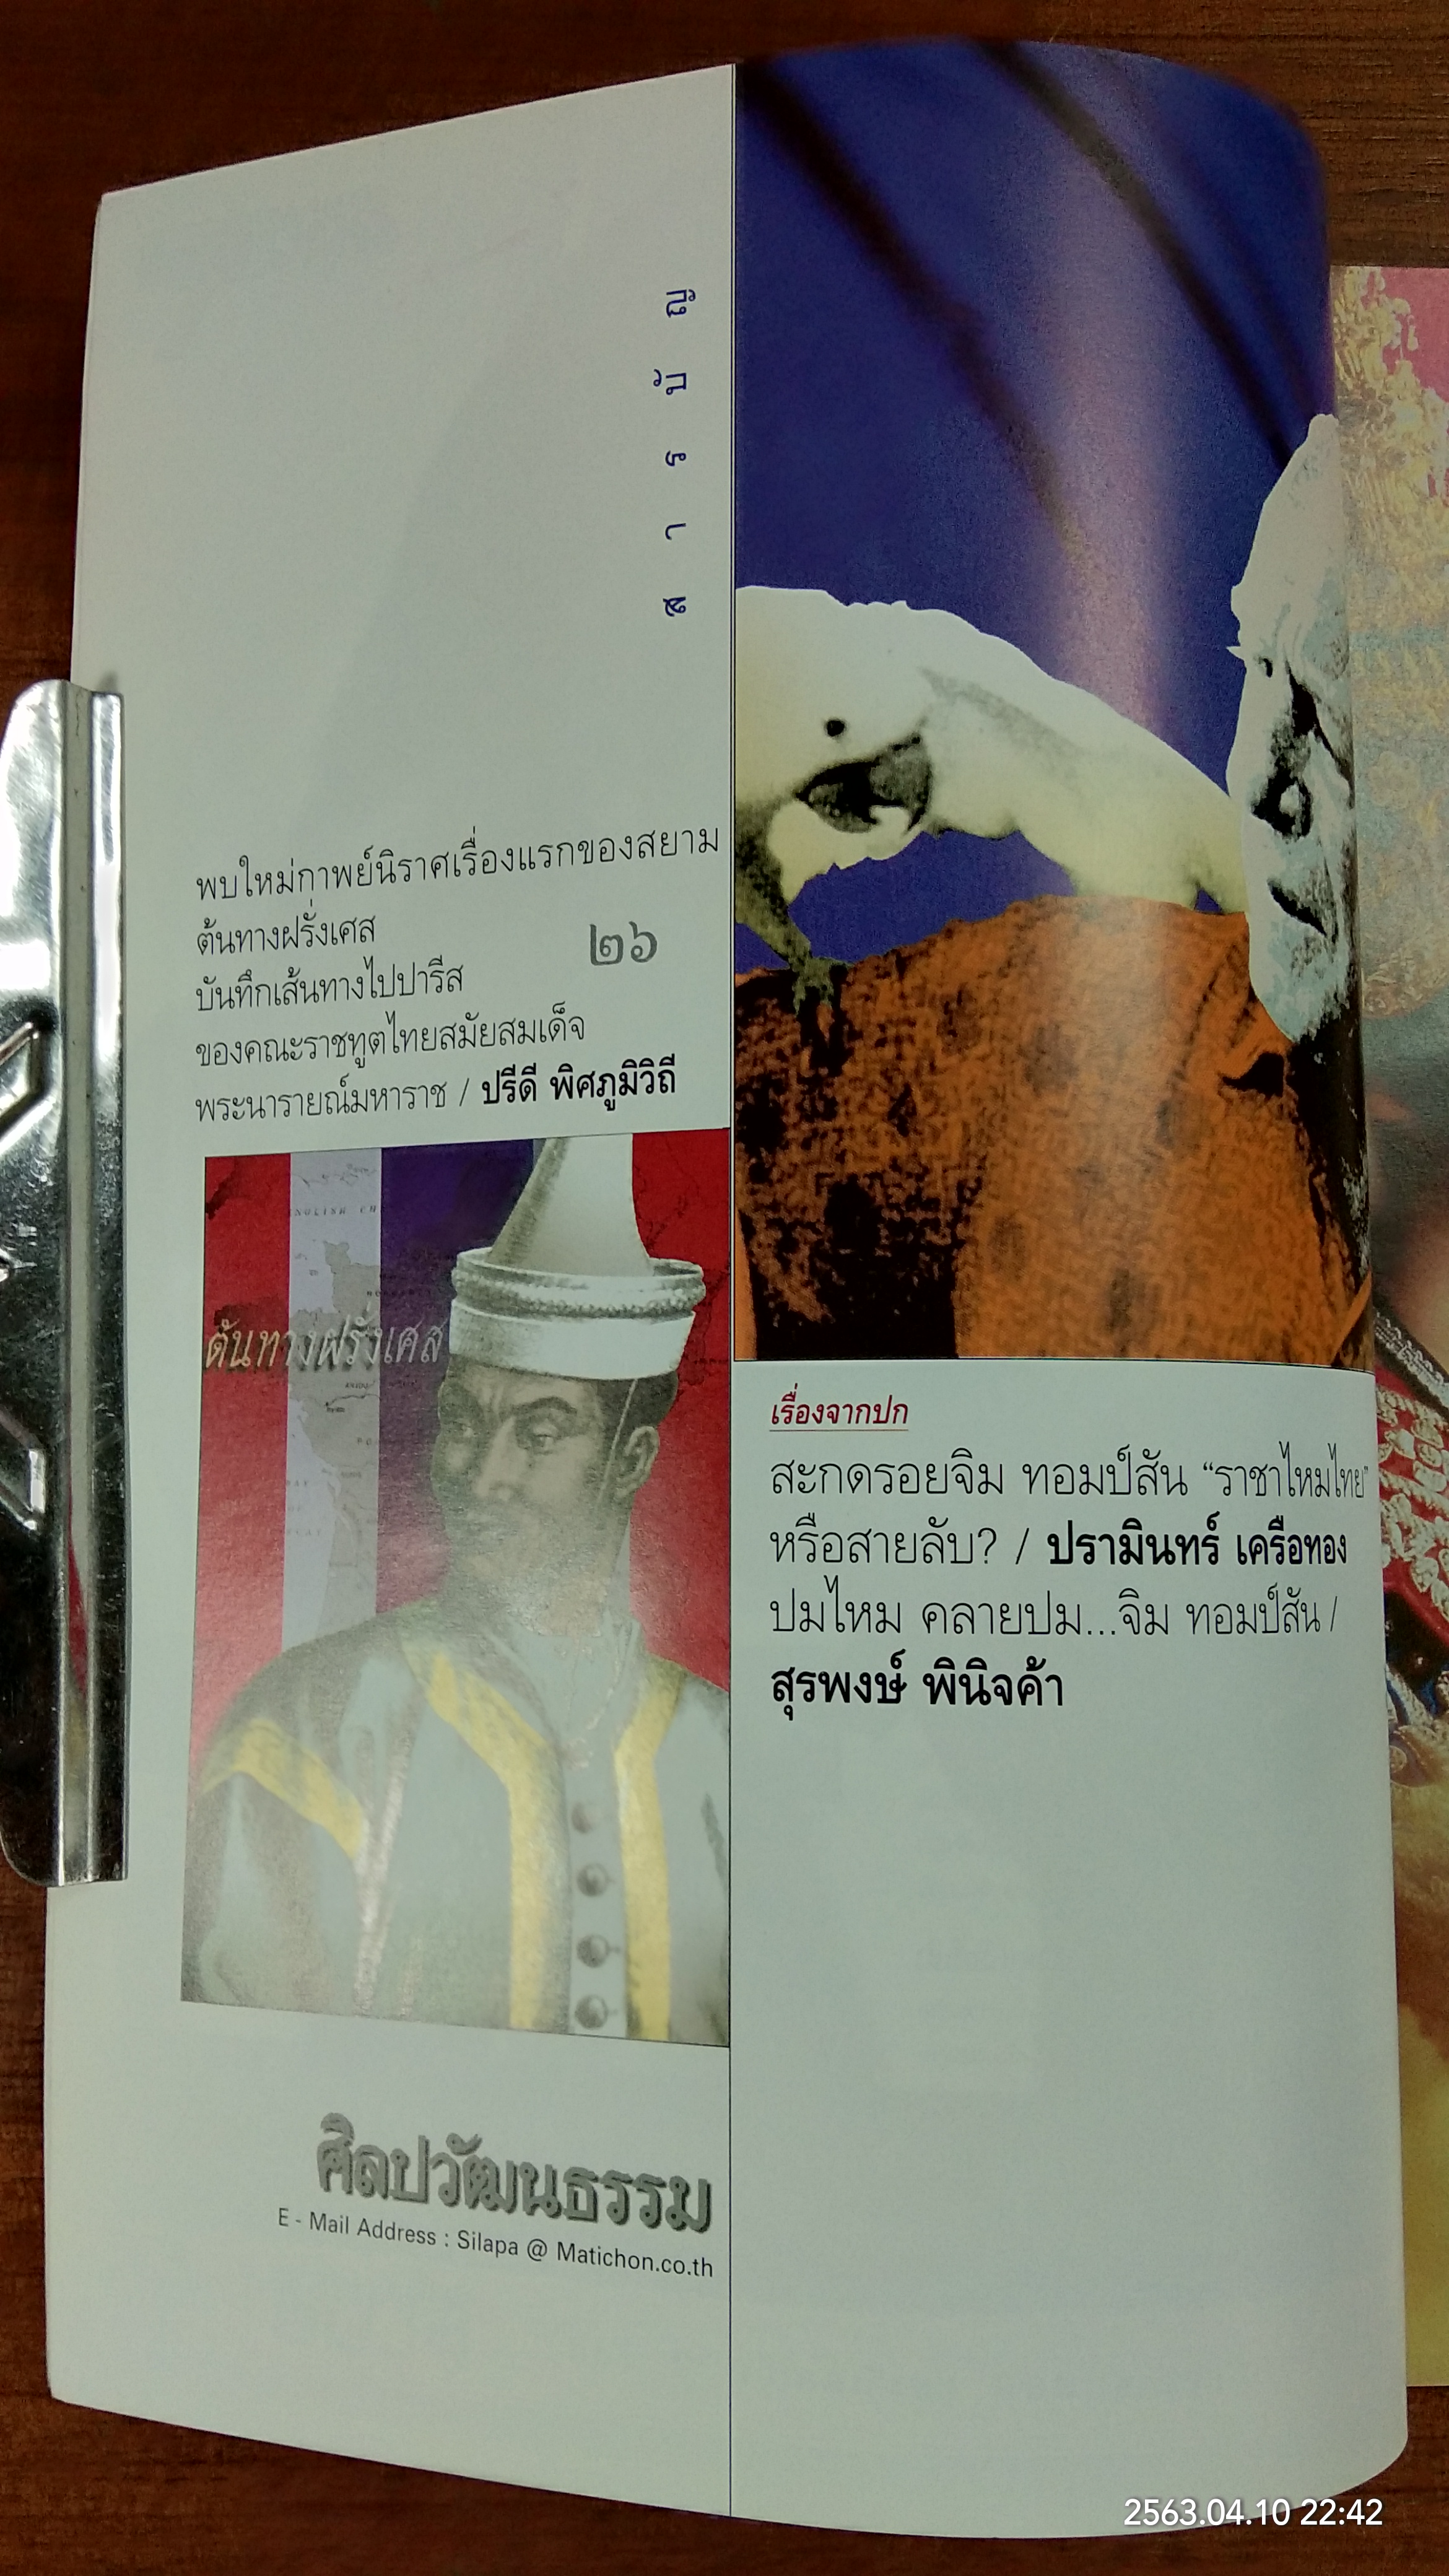 สารบัญ
พบใหม่กาพย์นิราศเรื่องแรกของสยาม
ต้นทางฝรั่งเศส
๒๖
บันทึกเส้นทางไปปารีส
ของคณะราชทูตไทยสมัยสมเด็จ
พระนารายณ์มหาราช / ปรีดี พิศภูมิวิถี
ต้นทางฝรั่งเศส
ศิลปวัฒนธรรม
E - Mail Address : Silapa @ Matichon.co.th
เรื่องจากปก
สะกดรอยจิม ทอมป์สัน “ราชาไหมไทย”
หรือสายลับ? / ปรามินทร์ เครือทอง
ปมไหม คลายปม...จิม ทอมป์สัน /
สุรพงษ์ พินิจค้า
2563.04.10 22:42